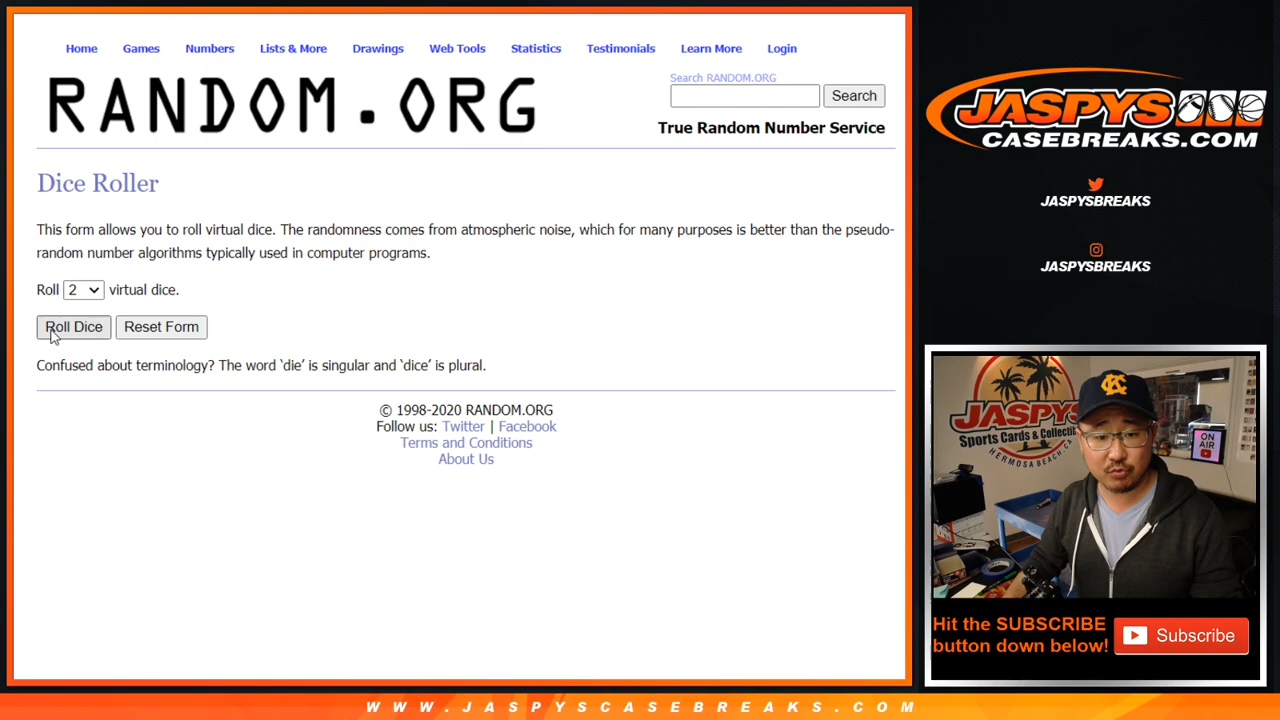 Home Games Numbers Lists & More Drawings Web Tools Statistics Testimonials Learn More Login
RANDOM.ORG
Search RANDOM.ORG
Search
True Random Number Service
Dice Roller
This form allows you to roll virtual dice. The randomness comes from atmospheric noise, which for many purposes is better than the pseudo-
random number algorithms typically used in computer programs.
Roll 2 virtual dice.
Roll Dice Reset Form
Confused about terminology? The word ‘die’ is singular and ‘dice’ is plural.
© 1998-2020 RANDOM.ORG
Follow us: Twitter | Facebook
Terms and Conditions
About Us
JASPYS
CASEBREAKS.COM
JASPYSBREAKS
JASPYSBREAKS
JASPYS
Sports Cards & Collectib
HERMOSA BEACH, CA
KC
ON
AIR
Hit the SUBSCRIBE
button down below!
Subscribe
WWW.JASPYSCASEBREAKS.COM